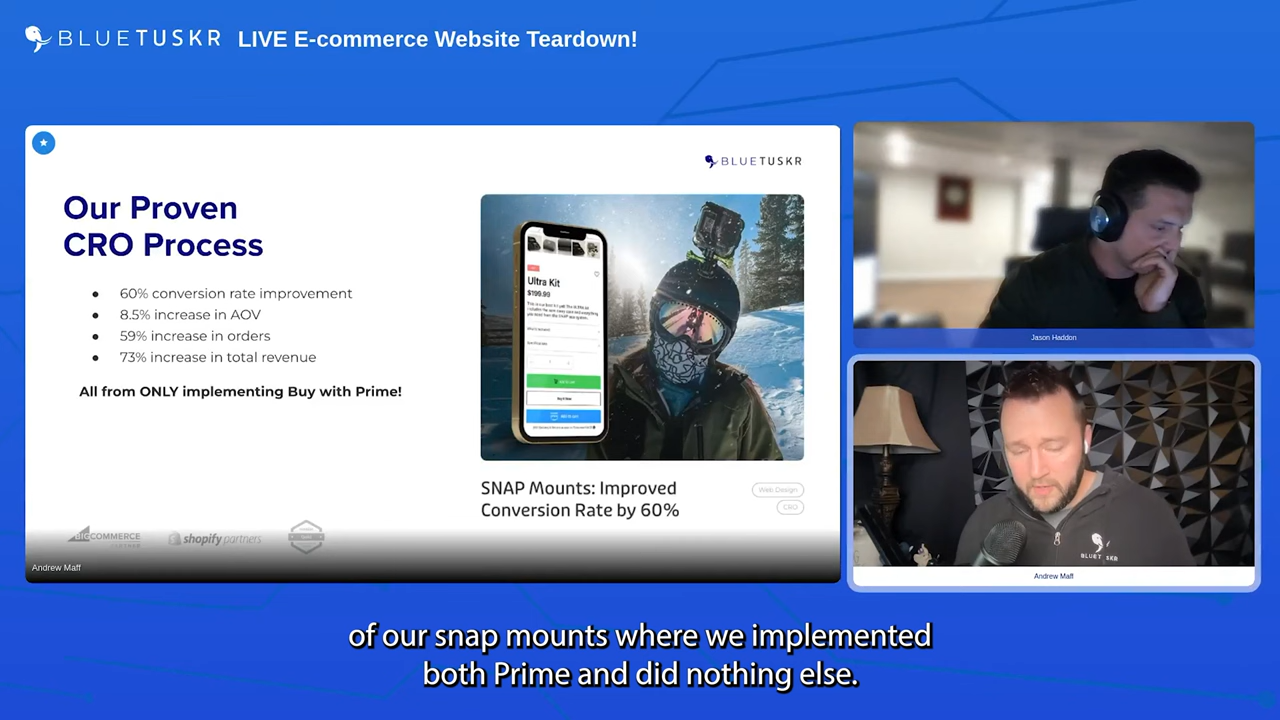 BLUETUSKR LIVE E-commerce Website Teardown!
BLUETUSKR
Our Proven
CRO Process
• 60% conversion rate improvement
• 8.5% increase in AOV
• 59% increase in orders
• 73% increase in total revenue
All from ONLY implementing Buy with Prime!
Ultra Kit
$199.99
SNAP Mounts: Improved
Conversion Rate by 60%
Web Design
CRO
BIGCOMMERCE
shopify partners
Andrew Maff
Jason Haddon
BLUETUSKR
Andrew Maff
of our snap mounts where we implemented
both Prime and did nothing else.